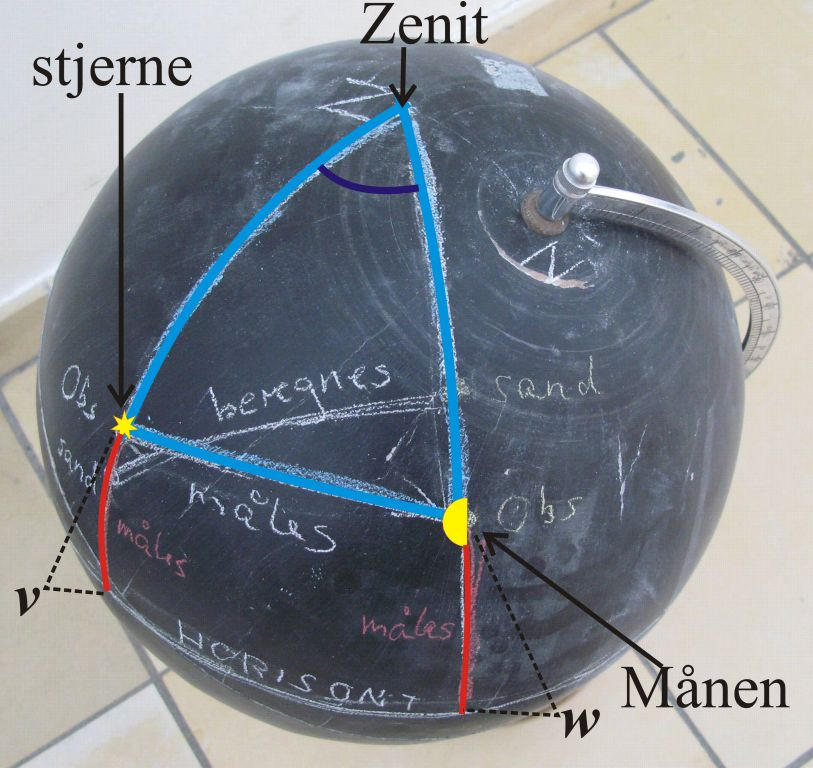 Zenit
stjerne
Z
N
Obs
beregnes
sand
sand
måles
Obs
måles
v
måles
HORISONT
Månen
w